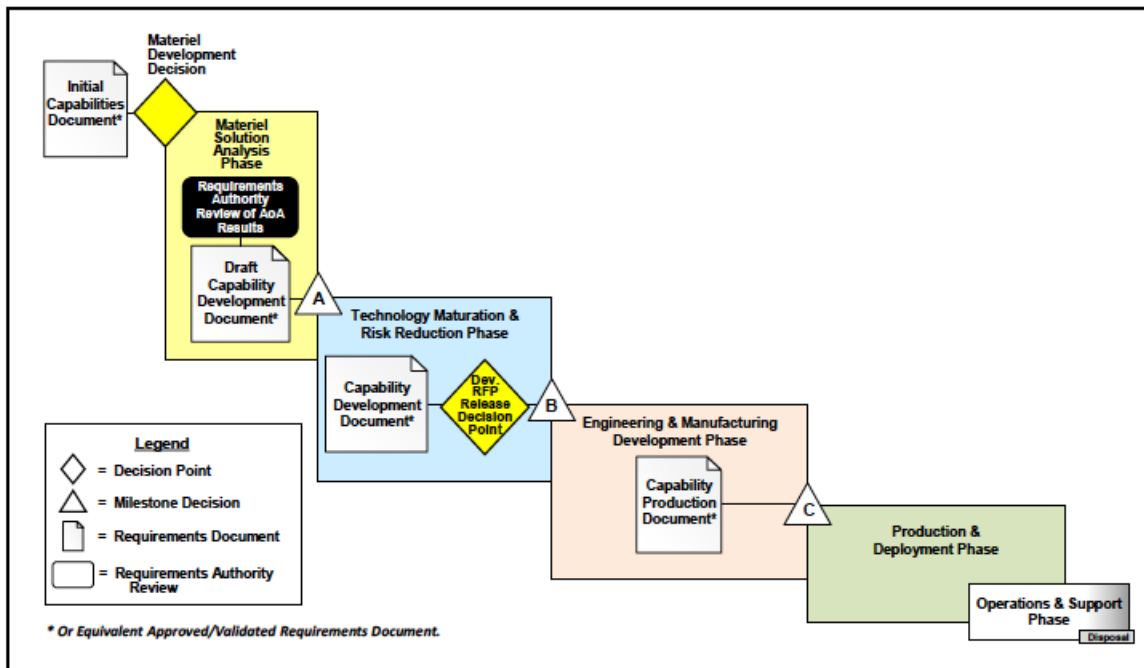 Materiel
Development
Decision
Initial
Capabilities
Document*
Materiel
Solution
Analysis
Phase
Requirements
Authority
Review of AoA
Results
Draft
Capability
Development
Document*
A
Technology Maturation &
Risk Reduction Phase
Capability
Development
Document*
Dev.
RFP
Release
Decision
Point
B
Engineering & Manufacturing
Development Phase
Capability
Production
Document*
C
Production &
Deployment Phase
Operations & Support
Phase
Disposal
Legend
= Decision Point
= Milestone Decision
= Requirements Document
= Requirements Authority
Review
* Or Equivalent Approved/Validated Requirements Document.